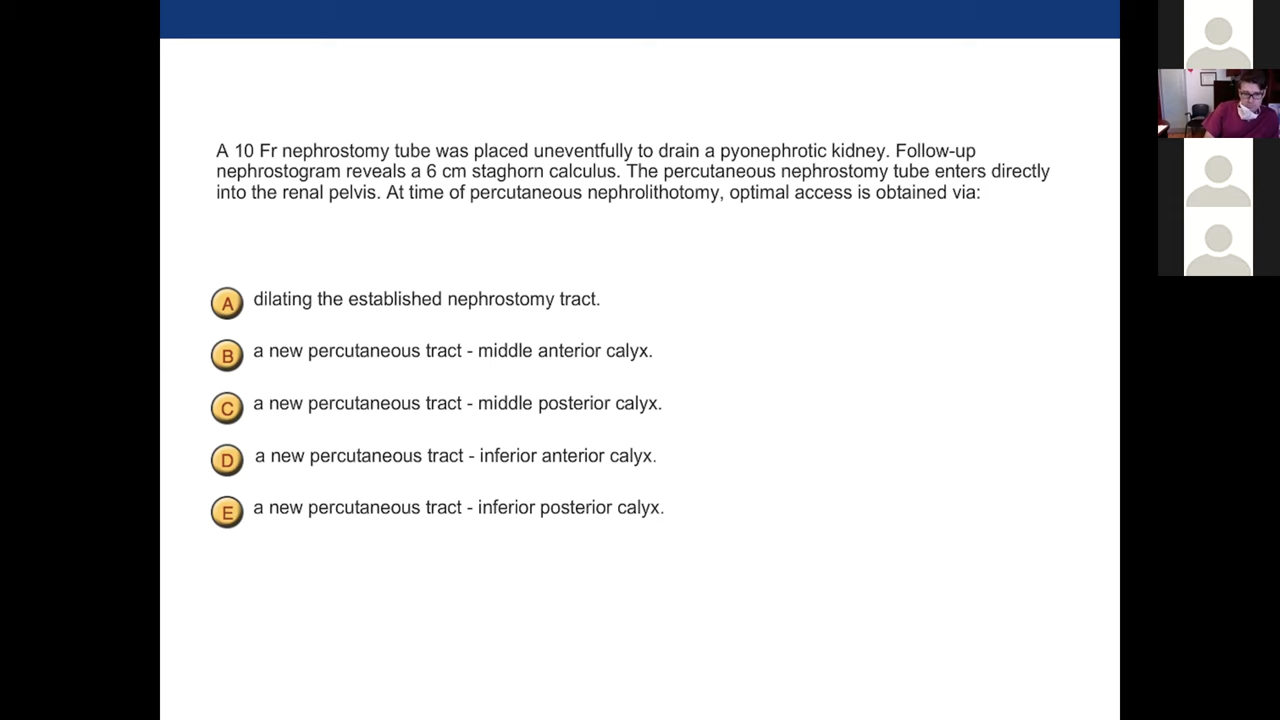 A 10 Fr nephrostomy tube was placed uneventfully to drain a pyonephrotic kidney. Follow-up
nephrostogram reveals a 6 cm staghorn calculus. The percutaneous nephrostomy tube enters directly
into the renal pelvis. At time of percutaneous nephrolithotomy, optimal access is obtained via:
A dilating the established nephrostomy tract.
B a new percutaneous tract - middle anterior calyx.
C a new percutaneous tract - middle posterior calyx.
D a new percutaneous tract - inferior anterior calyx.
E a new percutaneous tract - inferior posterior calyx.